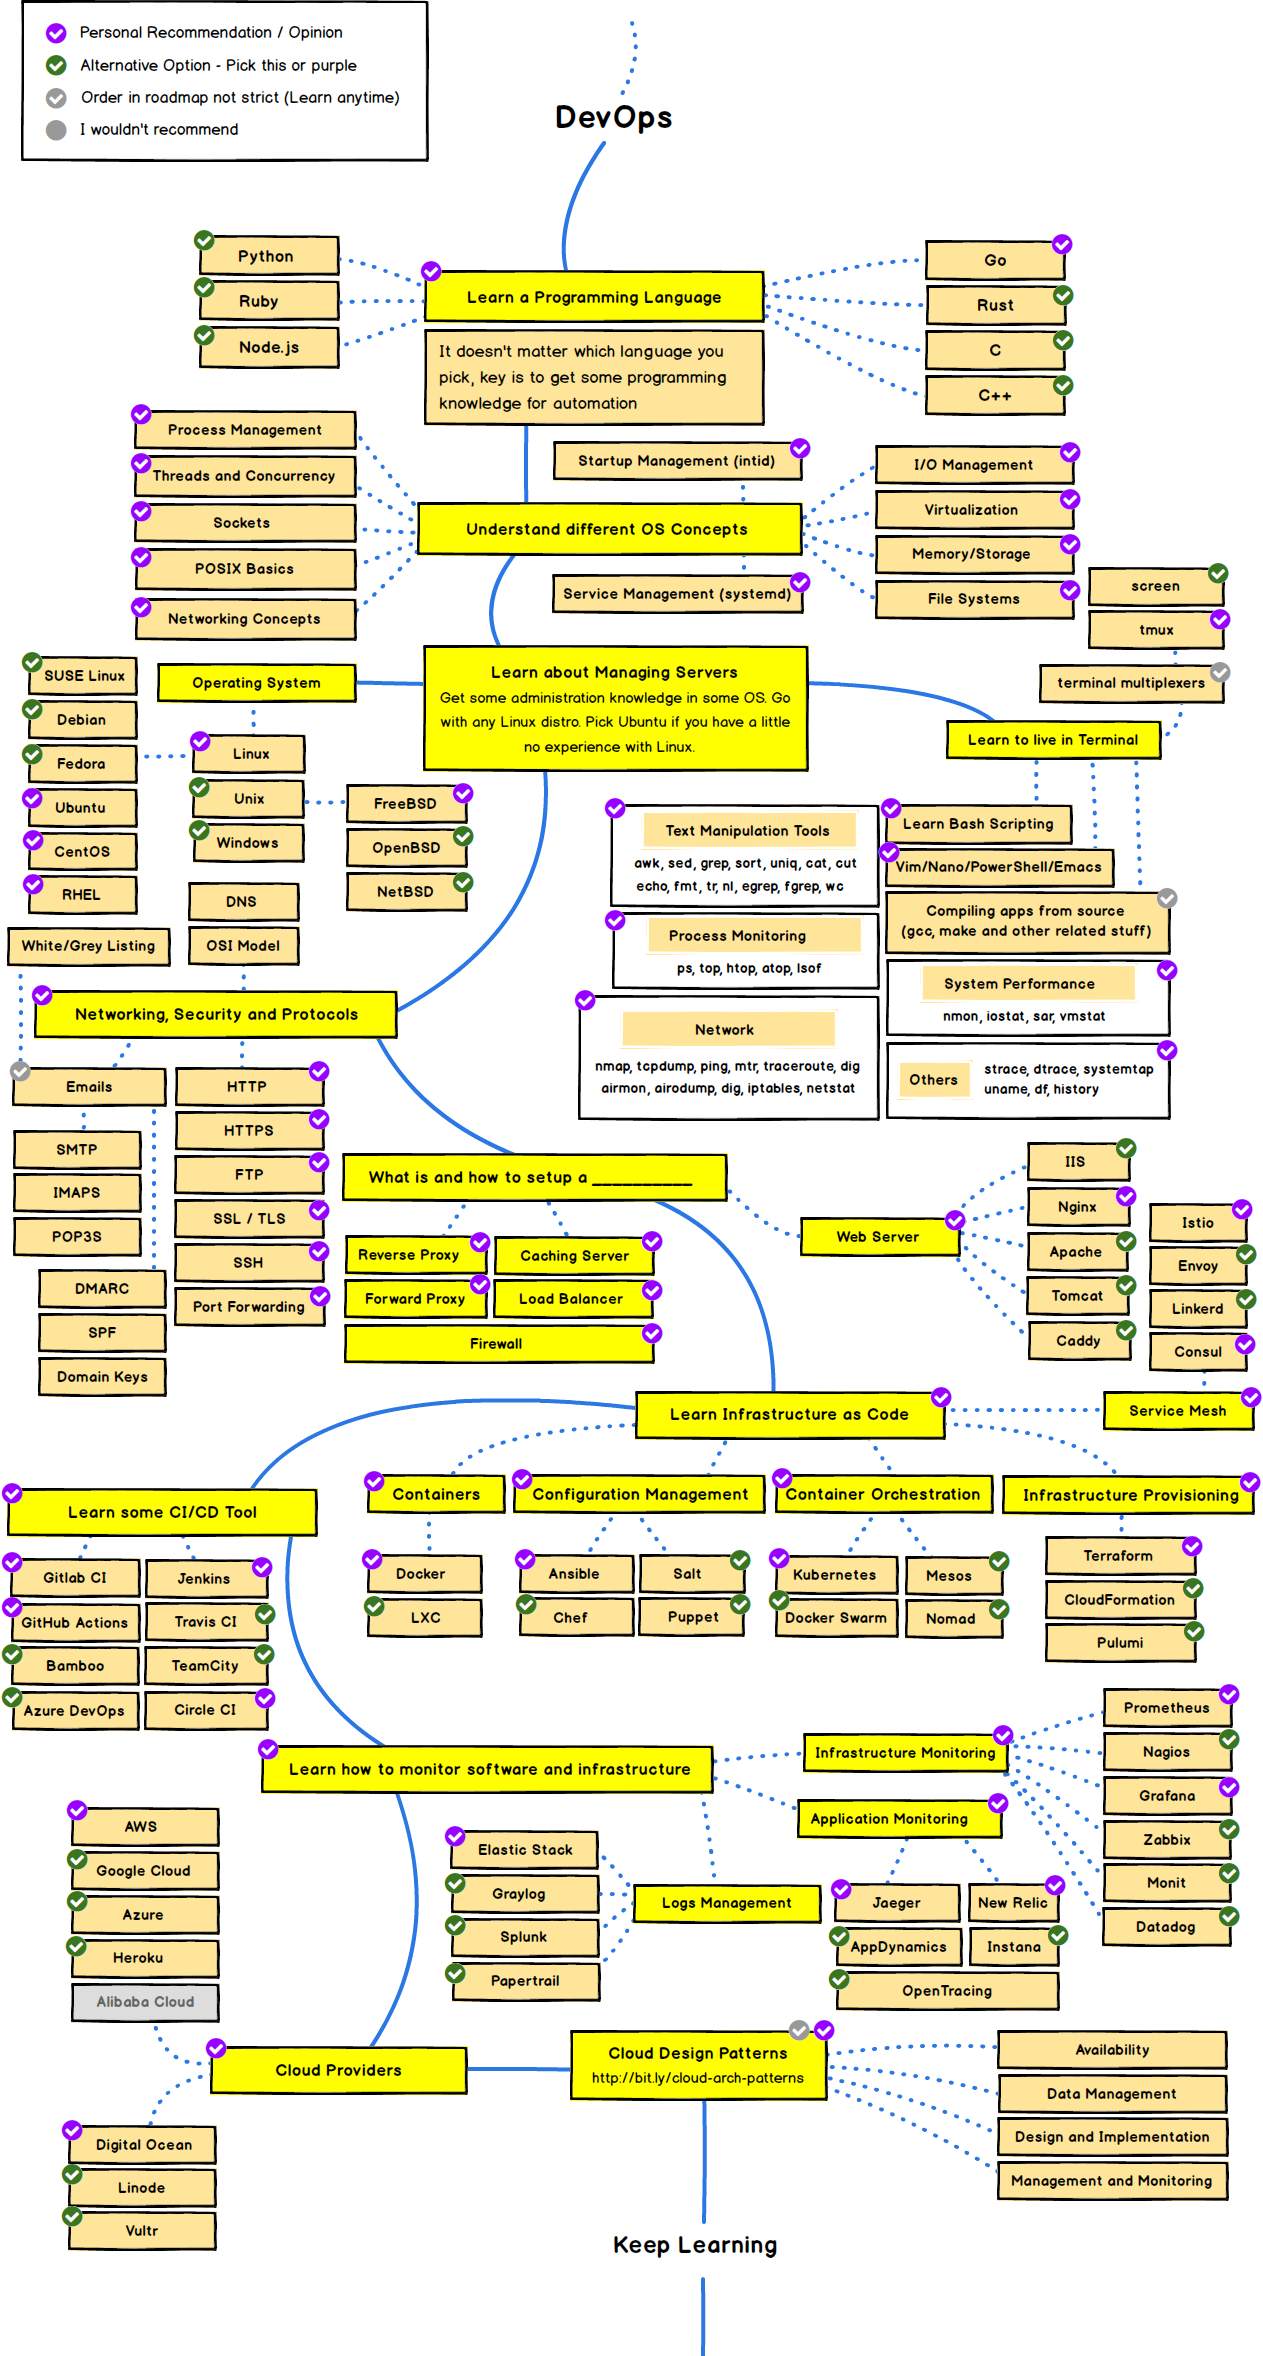 Personal Recommendation / Opinion
Alternative Option - Pick this or purple
Order in roadmap not strict (Learn anytime)
I wouldn't recommend
DevOps
Python
Ruby
Node.js
Learn a Programming Language
It doesn't matter which language you
pick, key is to get some programming
knowledge for automation
Go
Rust
C
C++
Process Management
Threads and Concurrency
Sockets
POSIX Basics
Networking Concepts
Startup Management (intid)
Understand different OS Concepts
Service Management (systemd)
I/O Management
Virtualization
Memory/Storage
File Systems
screen
tmux
terminal multiplexers
Learn to live in Terminal
Learn about Managing Servers
Get some administration knowledge in some OS. Go
with any Linux distro. Pick Ubuntu if you have a little
no experience with Linux.
Operating System
SUSE Linux
Debian
Fedora
Ubuntu
CentOS
RHEL
Linux
Unix
Windows
FreeBSD
OpenBSD
NetBSD
Text Manipulation Tools
awk, sed, grep, sort, uniq, cat, cut
echo, fmt, tr, nl, egrep, fgrep, wc
Process Monitoring
ps, top, htop, atop, lsof
Network
nmap, tcpdump, ping, mtr, traceroute, dig
airmon, airodump, dig, iptables, netstat
Learn Bash Scripting
Vim/Nano/PowerShell/Emacs
Compiling apps from source
(gcc, make and other related stuff)
System Performance
nmon, iostat, sar, vmstat
Others
strace, dtrace, systemtap
uname, df, history
DNS
OSI Model
White/Grey Listing
Networking, Security and Protocols
Emails
SMTP
IMAPS
POP3S
DMARC
SPF
Domain Keys
HTTP
HTTPS
FTP
SSL / TLS
SSH
Port Forwarding
What is and how to setup a ___________
Reverse Proxy
Caching Server
Forward Proxy
Load Balancer
Firewall
Web Server
IIS
Nginx
Apache
Tomcat
Caddy
Istio
Envoy
Linkerd
Consul
Service Mesh
Learn Infrastructure as Code
Containers
Docker
LXC
Configuration Management
Ansible
Salt
Chef
Puppet
Container Orchestration
Kubernetes
Mesos
Docker Swarm
Nomad
Infrastructure Provisioning
Terraform
CloudFormation
Pulumi
Learn some CI/CD Tool
Gitlab CI
Jenkins
GitHub Actions
Travis CI
Bamboo
TeamCity
Azure DevOps
Circle CI
Learn how to monitor software and infrastructure
Infrastructure Monitoring
Prometheus
Nagios
Grafana
Zabbix
Monit
Datadog
Application Monitoring
Jaeger
New Relic
AppDynamics
Instana
OpenTracing
Logs Management
Elastic Stack
Graylog
Splunk
Papertrail
AWS
Google Cloud
Azure
Heroku
Alibaba Cloud
Cloud Providers
Digital Ocean
Linode
Vultr
Cloud Design Patterns
http://bit.ly/cloud-arch-patterns
Availability
Data Management
Design and Implementation
Management and Monitoring
Keep Learning